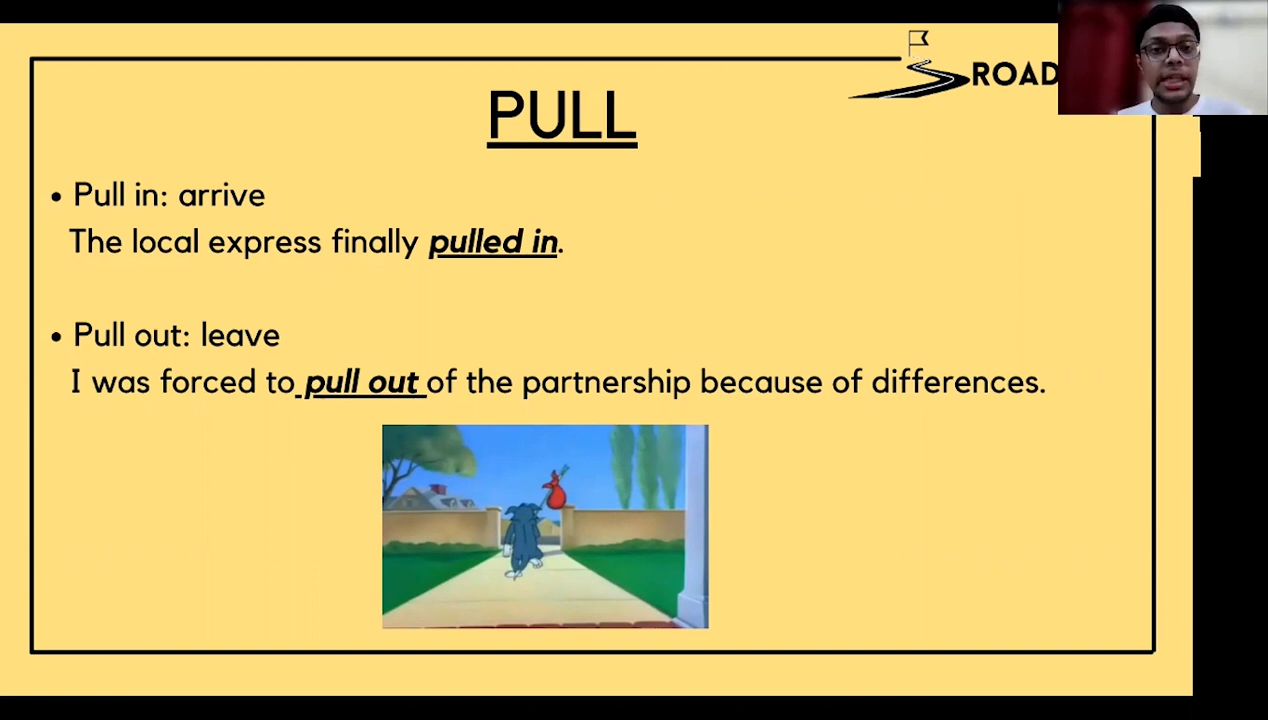 ROAD
PULL
• Pull in: arrive
The local express finally pulled in.
• Pull out: leave
I was forced to pull out of the partnership because of differences.